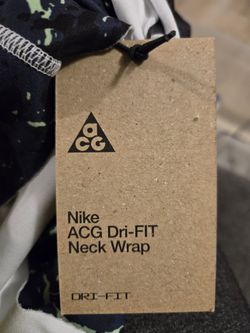 aCG
Nike
ACG Dri-FIT
Neck Wrap
DRI-FIT